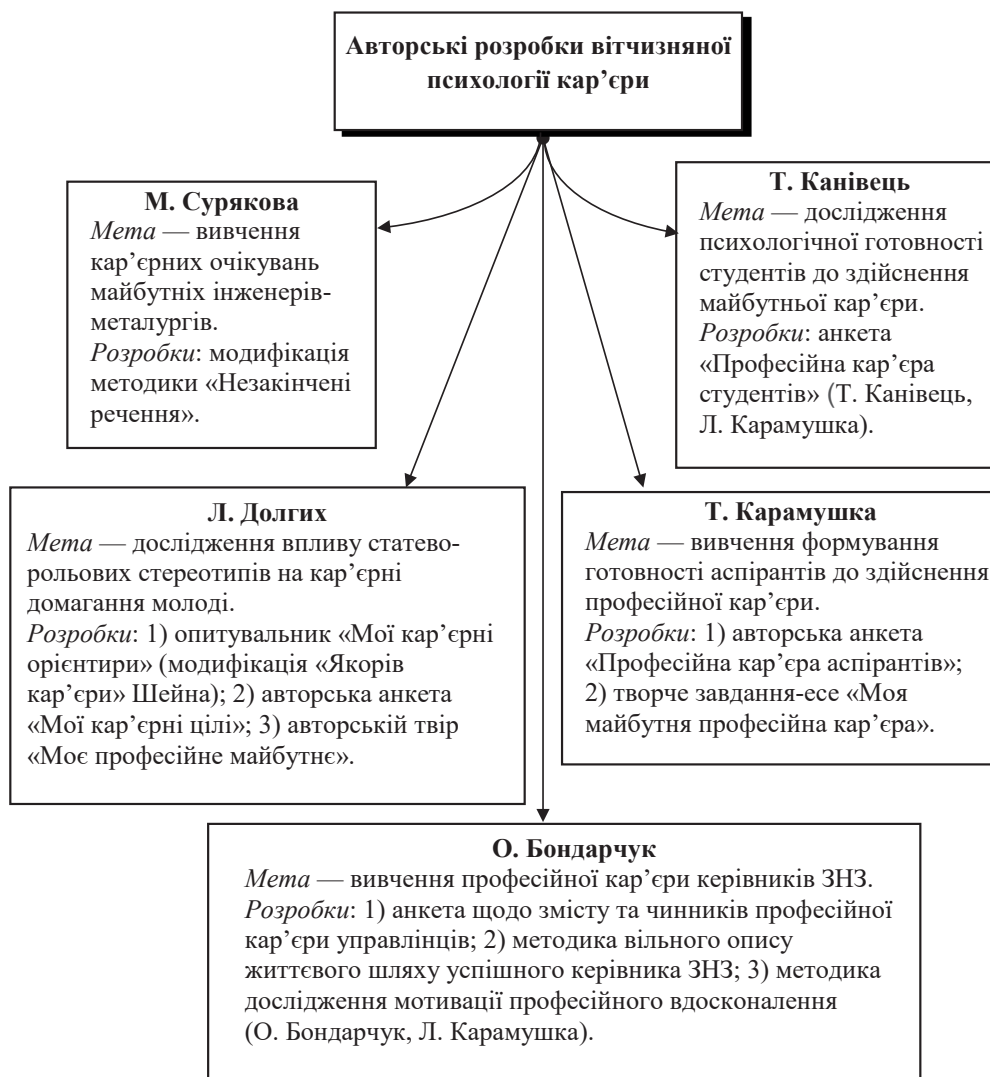 Авторські розробки вітчизняної
психології кар’єри
М. Сурякова
Мета — вивчення
кар’єрних очікувань
майбутніх інженерів-
металургів.
Розробки: модифікація
методики «Незакінчені
речення».
Т. Канівець
Мета — дослідження
психологічної готовності
студентів до здійснення
майбутньої кар’єри.
Розробки: анкета
«Професійна кар’єра
студентів» (Т. Канівець,
Л. Карамушка).
Л. Долгих
Мета — дослідження впливу статево-
рольових стереотипів на кар’єрні
домагання молоді.
Розробки: 1) опитувальник «Мої кар’єрні
орієнтири» (модифікація «Якорів
кар’єри» Шейна); 2) авторська анкета
«Мої кар’єрні цілі»; 3) авторській твір
«Моє професійне майбутнє».
Т. Карамушка
Мета — вивчення формування
готовності аспірантів до здійснення
професійної кар’єри.
Розробки: 1) авторська анкета
«Професійна кар’єра аспірантів»;
2) творче завдання-есе «Моя
майбутня професійна кар’єра».
О. Бондарчук
Мета — вивчення професійної кар’єри керівників ЗНЗ.
Розробки: 1) анкета щодо змісту та чинників професійної
кар’єри управлінців; 2) методика вільного опису
життєвого шляху успішного керівника ЗНЗ; 3) методика
дослідження мотивації професійного вдосконалення
(О. Бондарчук, Л. Карамушка).